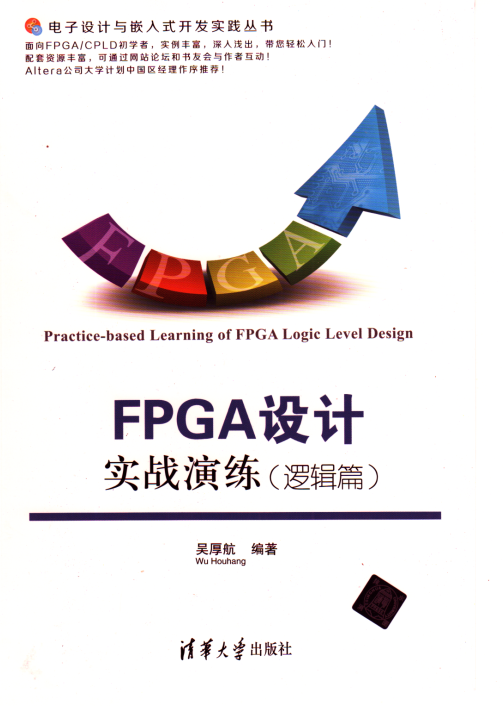 电子设计与嵌入式开发实践丛书
面向FPGA/CPLD初学者，实例丰富，深入浅出，带您轻松入门！
配套资源丰富，可通过网站论坛和书友会与作者互动！
Altera公司大学计划中国区经理作序推荐！
FPGA
Practice-based Learning of FPGA Logic Level Design
FPGA设计
实战演练（逻辑篇）
吴厚航 编著
Wu Houhang
清华大学出版社